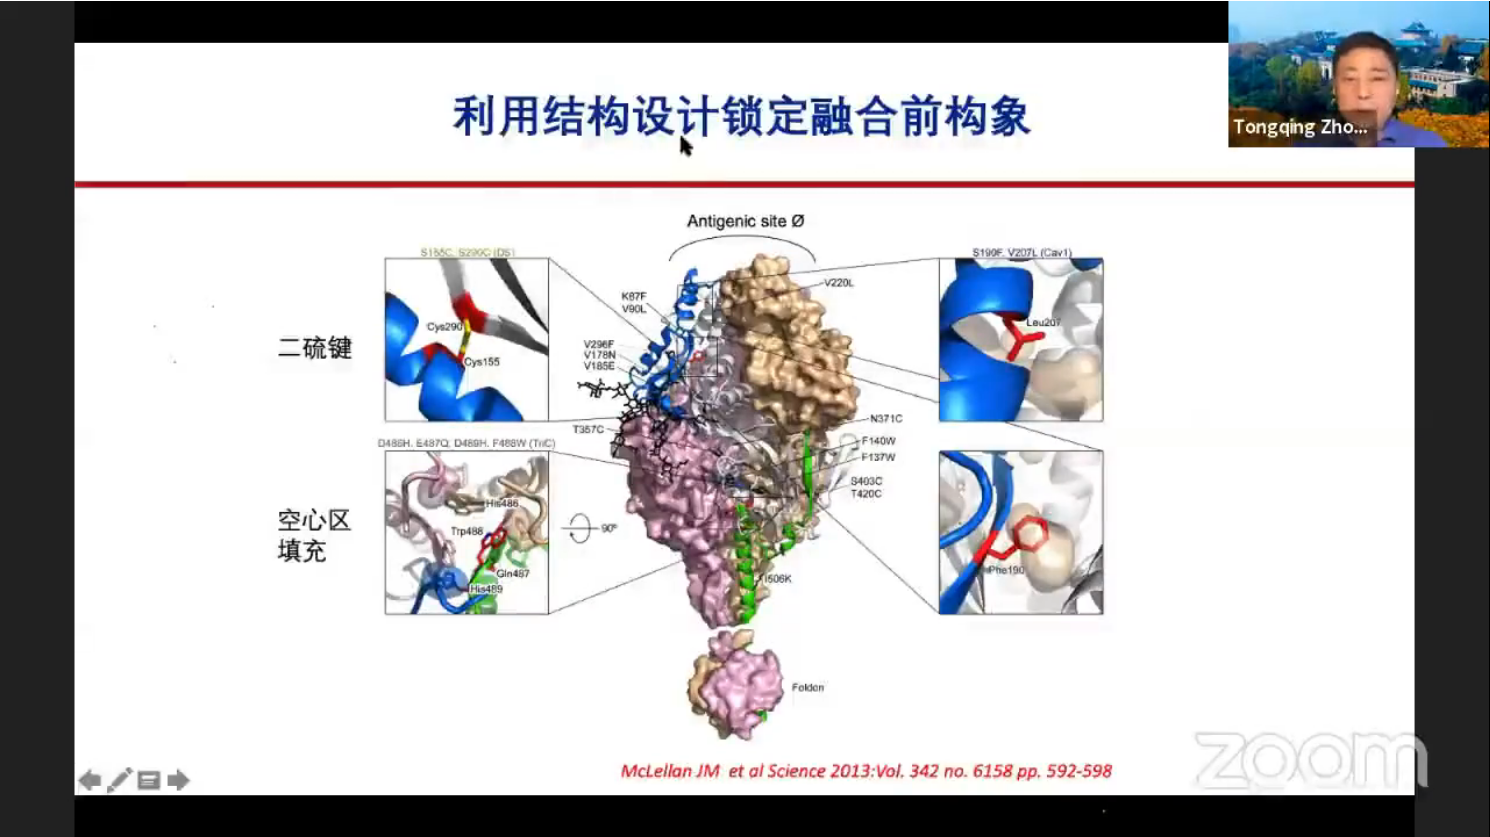 利用结构设计锁定融合前构象
Tongqing Zho...
Antigenic site Ø
S155C, S290C (DS)
S190F, V207L (Cav1)
K87F
V90L
V220L
Cys290
Cys155
Leu207
二硫键
V296F
V178N
V185E
N371C
T357C
F140W
F137W
D486H, E487Q, D489H, F488W (TriC)
S403C
T420C
His486
Trp488
Gln487
His489
90°
空心区
填充
Phe190
I506K
Foldon
McLellan JM et al Science 2013:Vol. 342 no. 6158 pp. 592-598
zoom